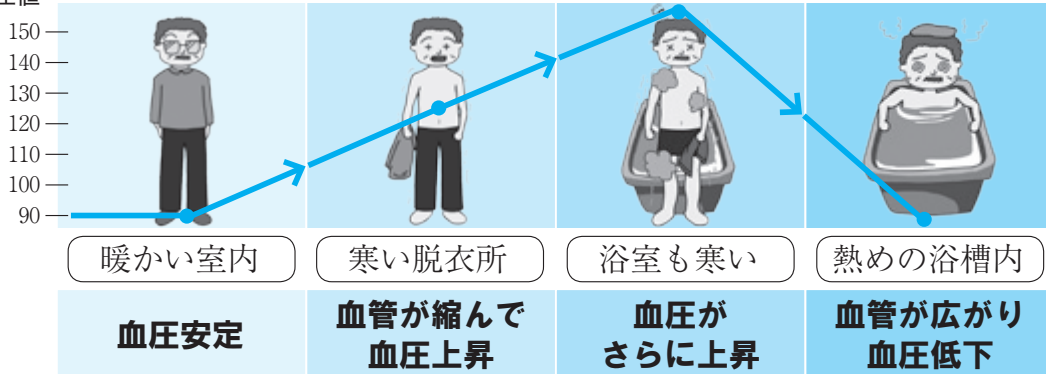 150
140
130
120
110
100
90
暖かい室内
寒い脱衣所
浴室も寒い
熱めの浴槽内
血圧安定
血管が縮んで
血圧上昇
血圧が
さらに上昇
血管が広がり
血圧低下